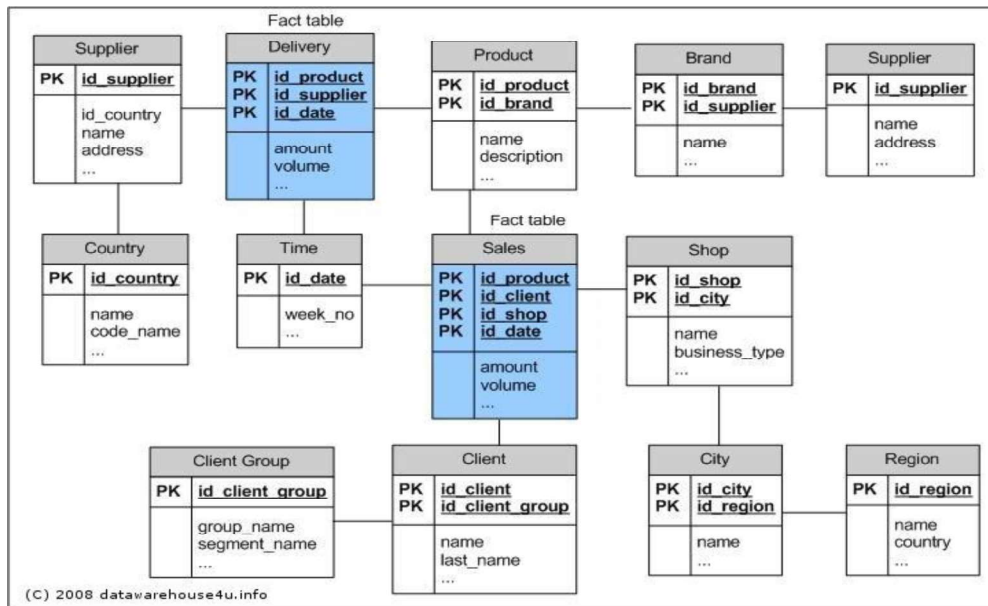 Fact table
Supplier
PK id_supplier
id_country
name
address
...
Delivery
PK id_product
PK id_supplier
PK id_date
amount
volume
...
Product
PK id_product
PK id_brand
name
description
...
Brand
PK id_brand
PK id_supplier
name
...
Supplier
PK id_supplier
name
address
...
Country
PK id_country
name
code_name
...
Time
PK id_date
week_no
...
Fact table
Sales
PK id_product
PK id_client
PK id_shop
PK id_date
amount
volume
...
Shop
PK id_shop
PK id_city
name
business_type
...
Client Group
PK id_client_group
group_name
segment_name
...
Client
PK id_client
PK id_client_group
name
last_name
...
City
PK id_city
PK id_region
name
...
Region
PK id_region
name
country
...
(C) 2008 datawarehouse4u.info